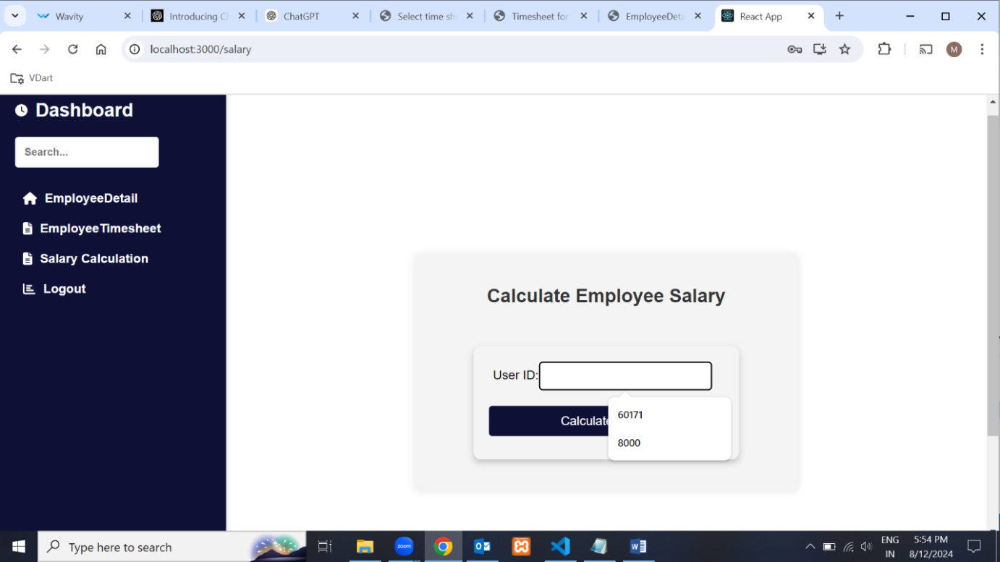 Wavity
Introducing C
ChatGPT
Select time sh
Timesheet for
EmployeeDeta
React App
localhost:3000/salary
M
VDart
Dashboard
Search...
EmployeeDetail
EmployeeTimesheet
Salary Calculation
Logout
Calculate Employee Salary
User ID:
Calculate
60171
8000
Type here to search
zoom
ENG
IN
5:54 PM
8/12/2024